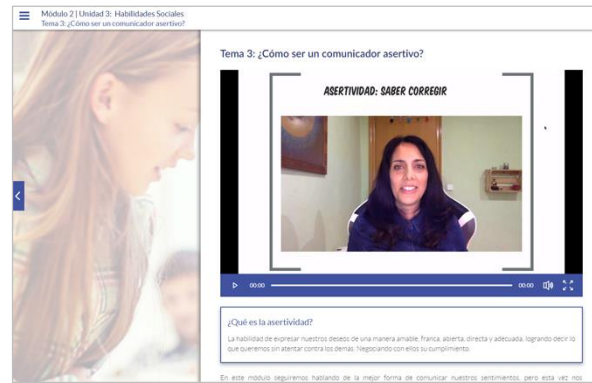 Módulo 2 | Unidad 3: Habilidades Sociales
Tema 3: ¿Cómo ser un comunicador asertivo?
Tema 3: ¿Cómo ser un comunicador asertivo?
ASERTIVIDAD: SABER CORREGIR
00:00 00:00
¿Qué es la asertividad?
La habilidad de expresar nuestros deseos de una manera amable, franca, abierta, directa y adecuada, logrando decir lo
que queremos sin atentar contra los demás. Negociando con ellos su cumplimiento.
En este módulo seguiremos hablando de la mejor forma de comunicar nuestros sentimientos, pero esta vez nos